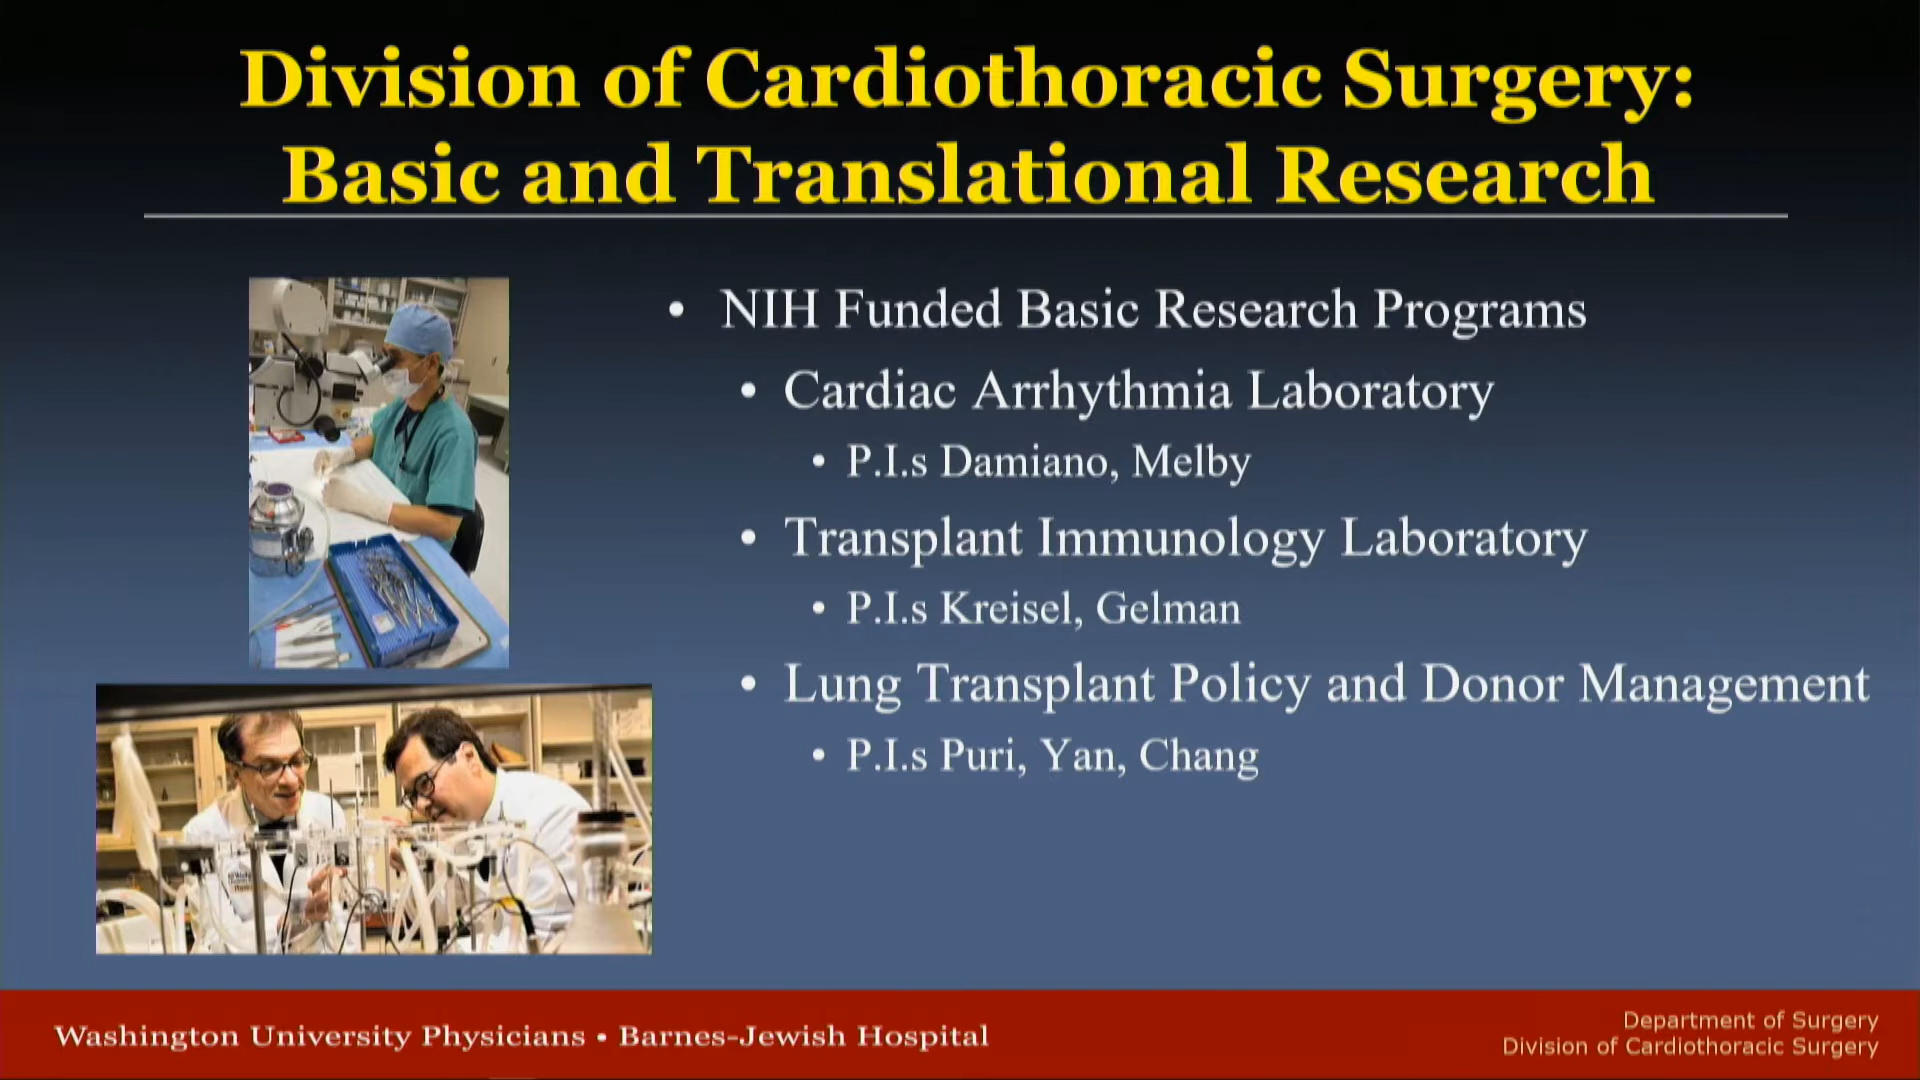 Division of Cardiothoracic Surgery:
Basic and Translational Research
• NIH Funded Basic Research Programs
• Cardiac Arrhythmia Laboratory
• P.I.s Damiano, Melby
• Transplant Immunology Laboratory
• P.I.s Kreisel, Gelman
• Lung Transplant Policy and Donor Management
• P.I.s Puri, Yan, Chang
Washington University Physicians • Barnes-Jewish Hospital
Department of Surgery
Division of Cardiothoracic Surgery